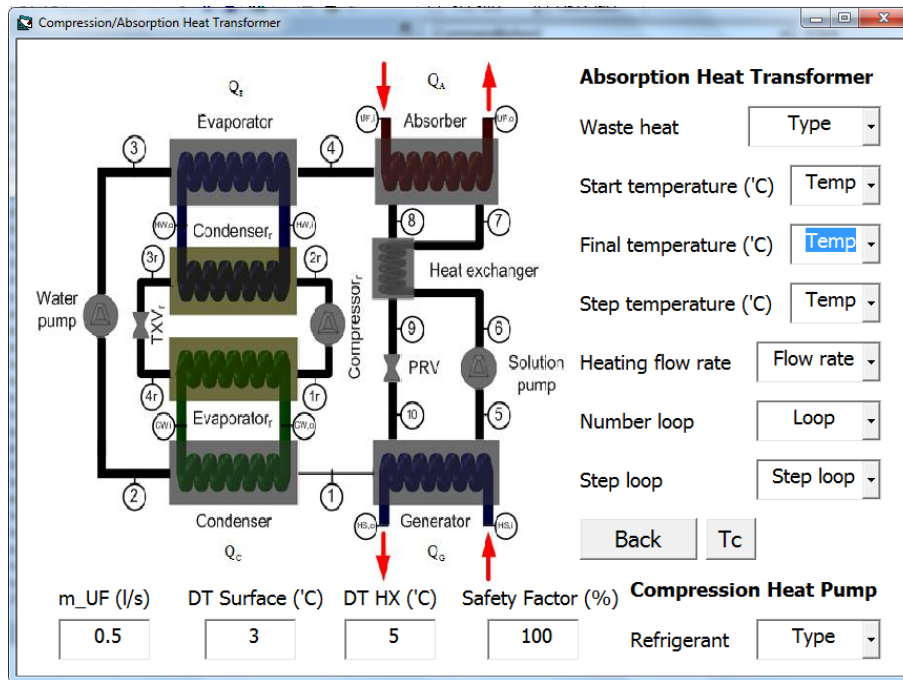 Compression/Absorption Heat Transformer
Q_E
Evaporator
Q_A
Absorber
UF,i
UF,o
3
4
HW,o
HW,i
Condenser_r
3r
2r
8
7
Heat exchanger
Water
pump
TXV_r
Compressor_r
9
6
PRV
Solution
pump
4r
1r
Evaporator_r
CW,i
CW,o
10
5
2
1
Condenser
Q_C
HS,o
HS,i
Generator
Q_G
Absorption Heat Transformer
Waste heat Type
Start temperature ('C) Temp
Final temperature ('C) Temp
Step temperature ('C) Temp
Heating flow rate Flow rate
Number loop Loop
Step loop Step loop
Back Tc
m_UF (l/s) DT Surface ('C) DT HX ('C) Safety Factor (%)
0.5 3 5 100
Compression Heat Pump
Refrigerant Type